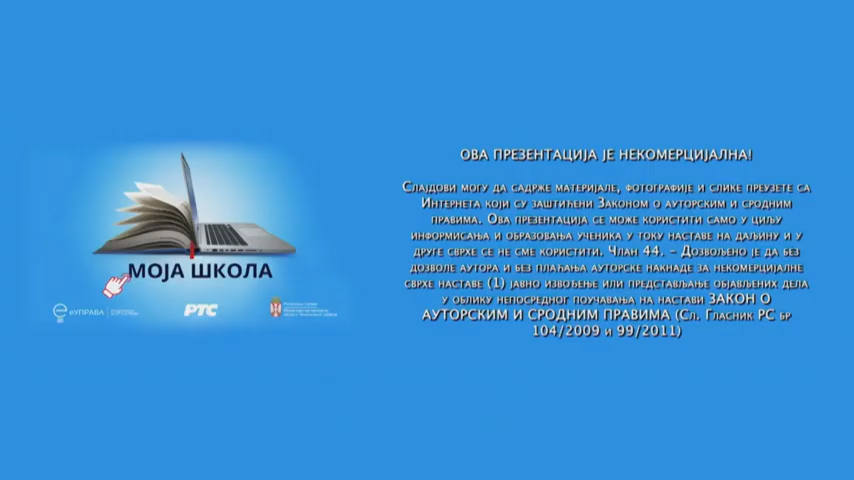 ОВА ПРЕЗЕНТАЦИЈА ЈЕ НЕКОМЕРЦИЈАЛНА!
Слајдови могу да садрже материјале, фотографије и слике преузете са
Интернета који су заштићени Законом о ауторским и сродним
правима. Ова презентација се може користити само у циљу
информисања и образовања ученика у току наставе на даљину и у
друге сврхе се не сме користити. Члан 44. – Дозвољено је да без
дозволе аутора и без плаћања ауторске накнаде за некомерцијалне
сврхе наставе (1) јавно извођење или представљање објављених дела
у облику непосредног поучавања на настави ЗАКОН О
АУТОРСКИМ И СРОДНИМ ПРАВИМА (Сл. Гласник РС бр
104/2009 и 99/2011)
МОЈА ШКОЛА
еУПРАВА
РТС